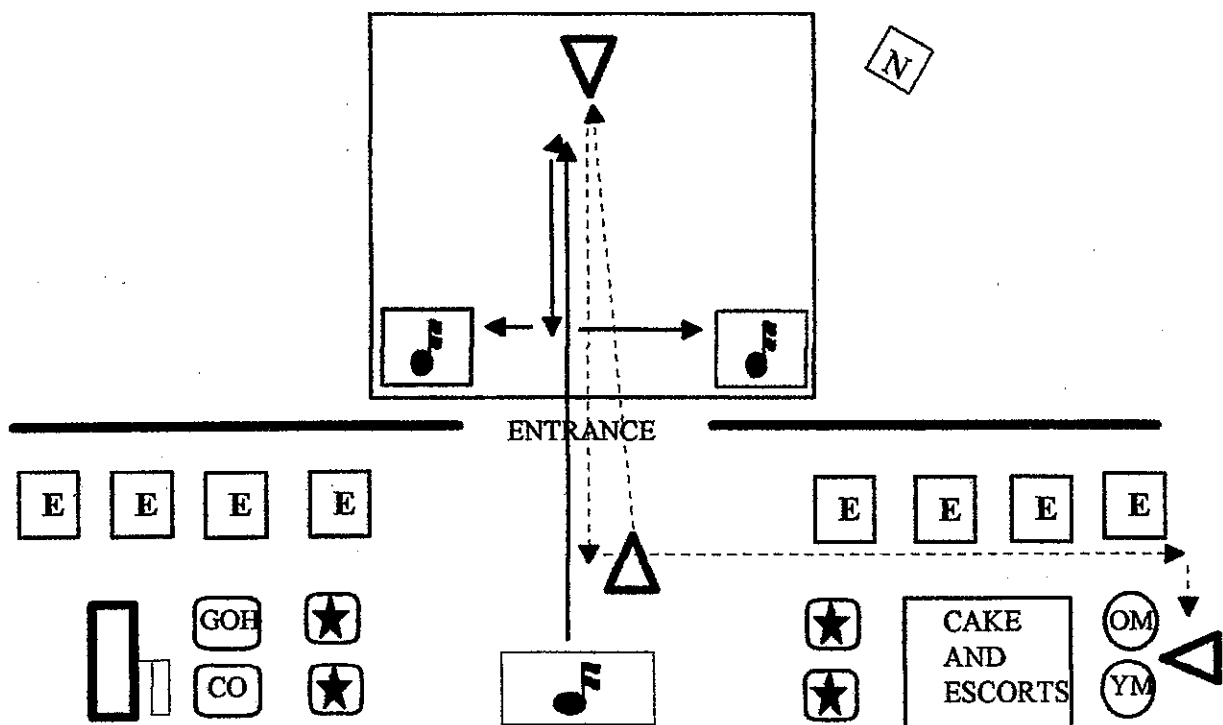 N
ENTRANCE
E E E E E E E E
GOH CAKE OM
AND
CO ESCORTS YM